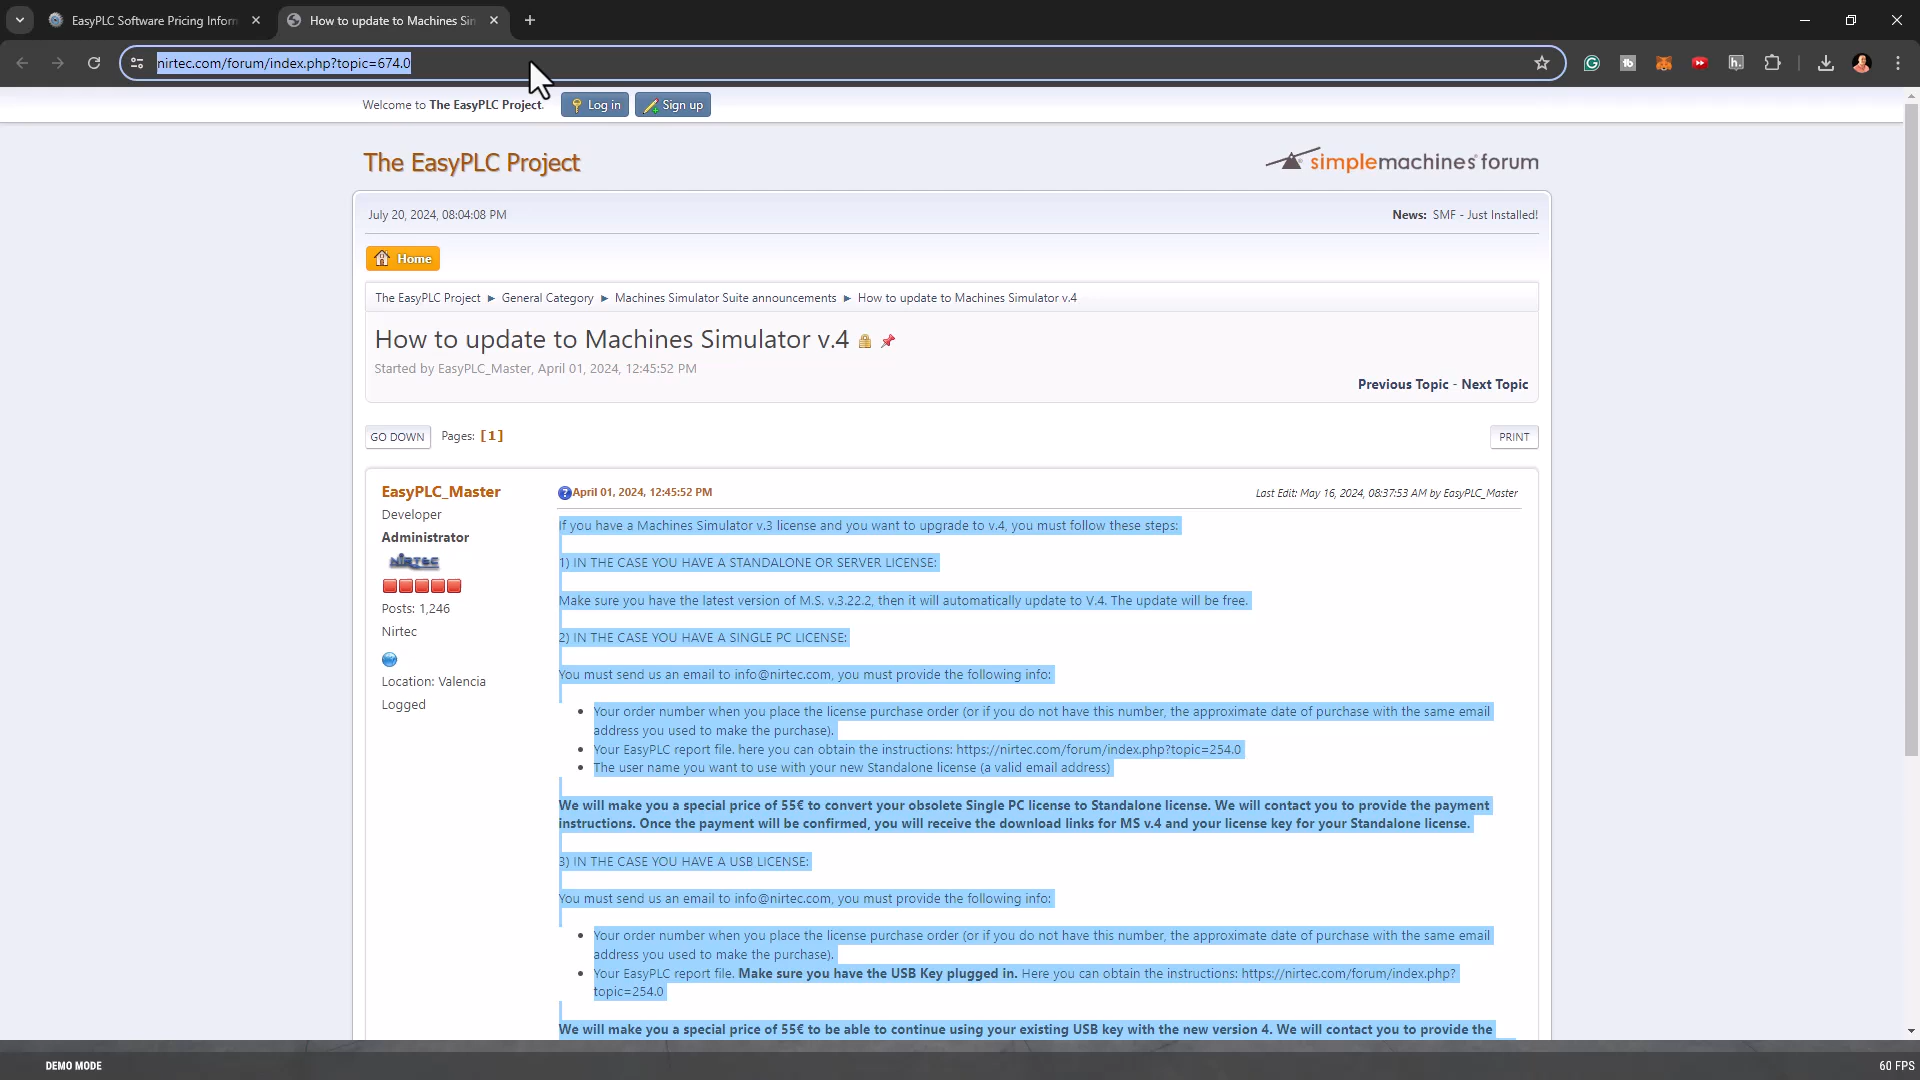 EasyPLC Software Pricing Inform
How to update to Machines Sim
nirtec.com/forum/index.php?topic=674.0
Welcome to The EasyPLC Project.
Log in
Sign up
The EasyPLC Project
simplemachines forum
July 20, 2024, 08:04:08 PM
News: SMF - Just Installed!
Home
The EasyPLC Project ► General Category ► Machines Simulator Suite announcements ► How to update to Machines Simulator v.4
How to update to Machines Simulator v.4
Started by EasyPLC_Master, April 01, 2024, 12:45:52 PM
Previous Topic - Next Topic
GO DOWN Pages: [1]
PRINT
EasyPLC_Master
Developer
Administrator
NIRTEC
Posts: 1,246
Nirtec
Location: Valencia
Logged
April 01, 2024, 12:45:52 PM
Last Edit: May 16, 2024, 08:37:53 AM by EasyPLC_Master
If you have a Machines Simulator v.3 license and you want to upgrade to v.4, you must follow these steps:
1) IN THE CASE YOU HAVE A STANDALONE OR SERVER LICENSE:
Make sure you have the latest version of M.S. v.3.22.2, then it will automatically update to V.4. The update will be free.
2) IN THE CASE YOU HAVE A SINGLE PC LICENSE:
You must send us an email to info@nirtec.com, you must provide the following info:
• Your order number when you place the license purchase order (or if you do not have this number, the approximate date of purchase with the same email
address you used to make the purchase).
• Your EasyPLC report file. here you can obtain the instructions: https://nirtec.com/forum/index.php?topic=254.0
• The user name you want to use with your new Standalone license (a valid email address)
We will make you a special price of 55€ to convert your obsolete Single PC license to Standalone license. We will contact you to provide the payment
instructions. Once the payment will be confirmed, you will receive the download links for MS v.4 and your license key for your Standalone license.
3) IN THE CASE YOU HAVE A USB LICENSE:
You must send us an email to info@nirtec.com, you must provide the following info:
• Your order number when you place the license purchase order (or if you do not have this number, the approximate date of purchase with the same email
address you used to make the purchase).
• Your EasyPLC report file. Make sure you have the USB Key plugged in. Here you can obtain the instructions: https://nirtec.com/forum/index.php?
topic=254.0
We will make you a special price of 55€ to be able to continue using your existing USB key with the new version 4. We will contact you to provide the
DEMO MODE
60 FPS